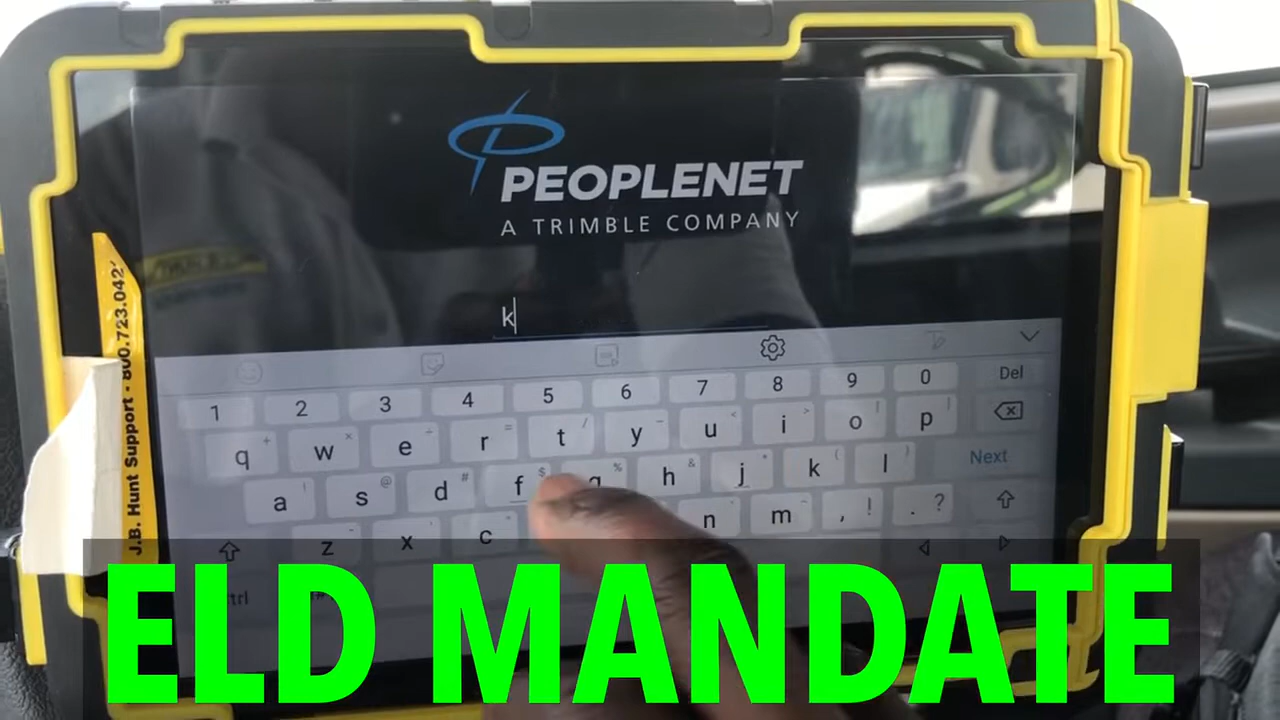 PEOPLENET
A TRIMBLE COMPANY
k
J.B. Hunt Support - 800.723.042
1 2 3 4 5 6 7 8 9 0 Del
q w e r t y u i o p
a s d f g h j k l Next
z x c n m , ! . ?
ELD MANDATE